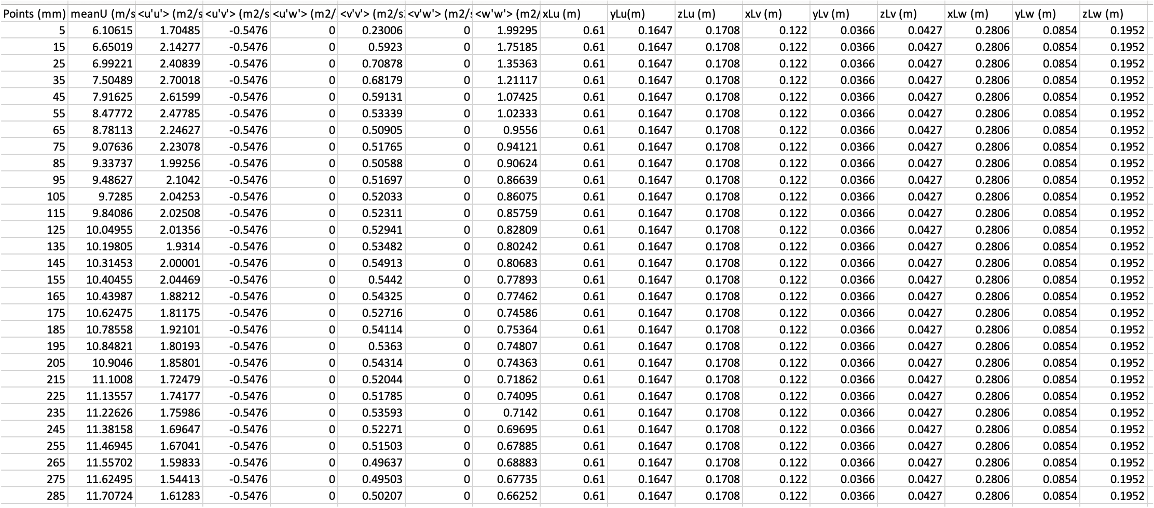 Points (mm) meanU (m/s <u'u'> (m2/s <u'v'> (m2/s <u'w'> (m2/ <v'v'> (m2/s <v'w'> (m2/s <w'w'> (m2/ xLu (m) yLu(m) zLu (m) xLv (m) yLv (m) zLv (m) xLw (m) yLw (m) zLw (m)
5 6.10615 1.70485 -0.5476 0 0.23006 0 1.99295 0.61 0.1647 0.1708 0.122 0.0366 0.0427 0.2806 0.0854 0.1952
15 6.65019 2.14277 -0.5476 0 0.5923 0 1.75185 0.61 0.1647 0.1708 0.122 0.0366 0.0427 0.2806 0.0854 0.1952
25 6.99221 2.40839 -0.5476 0 0.70878 0 1.35363 0.61 0.1647 0.1708 0.122 0.0366 0.0427 0.2806 0.0854 0.1952
35 7.50489 2.70018 -0.5476 0 0.68179 0 1.21117 0.61 0.1647 0.1708 0.122 0.0366 0.0427 0.2806 0.0854 0.1952
45 7.91625 2.61599 -0.5476 0 0.59131 0 1.07425 0.61 0.1647 0.1708 0.122 0.0366 0.0427 0.2806 0.0854 0.1952
55 8.47772 2.47785 -0.5476 0 0.53339 0 1.02333 0.61 0.1647 0.1708 0.122 0.0366 0.0427 0.2806 0.0854 0.1952
65 8.78113 2.24627 -0.5476 0 0.50905 0 0.9556 0.61 0.1647 0.1708 0.122 0.0366 0.0427 0.2806 0.0854 0.1952
75 9.07636 2.23078 -0.5476 0 0.51765 0 0.94121 0.61 0.1647 0.1708 0.122 0.0366 0.0427 0.2806 0.0854 0.1952
85 9.33737 1.99256 -0.5476 0 0.50588 0 0.90624 0.61 0.1647 0.1708 0.122 0.0366 0.0427 0.2806 0.0854 0.1952
95 9.48627 2.1042 -0.5476 0 0.51697 0 0.86639 0.61 0.1647 0.1708 0.122 0.0366 0.0427 0.2806 0.0854 0.1952
105 9.7285 2.04253 -0.5476 0 0.52033 0 0.86075 0.61 0.1647 0.1708 0.122 0.0366 0.0427 0.2806 0.0854 0.1952
115 9.84086 2.02508 -0.5476 0 0.52311 0 0.85759 0.61 0.1647 0.1708 0.122 0.0366 0.0427 0.2806 0.0854 0.1952
125 10.04955 2.01356 -0.5476 0 0.52941 0 0.82809 0.61 0.1647 0.1708 0.122 0.0366 0.0427 0.2806 0.0854 0.1952
135 10.19805 1.9314 -0.5476 0 0.53482 0 0.80242 0.61 0.1647 0.1708 0.122 0.0366 0.0427 0.2806 0.0854 0.1952
145 10.31453 2.00001 -0.5476 0 0.54913 0 0.80683 0.61 0.1647 0.1708 0.122 0.0366 0.0427 0.2806 0.0854 0.1952
155 10.40455 2.04469 -0.5476 0 0.5442 0 0.77893 0.61 0.1647 0.1708 0.122 0.0366 0.0427 0.2806 0.0854 0.1952
165 10.43987 1.88212 -0.5476 0 0.54325 0 0.77462 0.61 0.1647 0.1708 0.122 0.0366 0.0427 0.2806 0.0854 0.1952
175 10.62475 1.81175 -0.5476 0 0.52716 0 0.74586 0.61 0.1647 0.1708 0.122 0.0366 0.0427 0.2806 0.0854 0.1952
185 10.78558 1.92101 -0.5476 0 0.54114 0 0.75364 0.61 0.1647 0.1708 0.122 0.0366 0.0427 0.2806 0.0854 0.1952
195 10.84821 1.80193 -0.5476 0 0.5363 0 0.74807 0.61 0.1647 0.1708 0.122 0.0366 0.0427 0.2806 0.0854 0.1952
205 10.9046 1.85801 -0.5476 0 0.54314 0 0.74363 0.61 0.1647 0.1708 0.122 0.0366 0.0427 0.2806 0.0854 0.1952
215 11.1008 1.72479 -0.5476 0 0.52044 0 0.71862 0.61 0.1647 0.1708 0.122 0.0366 0.0427 0.2806 0.0854 0.1952
225 11.13557 1.74177 -0.5476 0 0.51785 0 0.74095 0.61 0.1647 0.1708 0.122 0.0366 0.0427 0.2806 0.0854 0.1952
235 11.22626 1.75986 -0.5476 0 0.53593 0 0.7142 0.61 0.1647 0.1708 0.122 0.0366 0.0427 0.2806 0.0854 0.1952
245 11.38158 1.69647 -0.5476 0 0.52271 0 0.69695 0.61 0.1647 0.1708 0.122 0.0366 0.0427 0.2806 0.0854 0.1952
255 11.46945 1.67041 -0.5476 0 0.51503 0 0.67885 0.61 0.1647 0.1708 0.122 0.0366 0.0427 0.2806 0.0854 0.1952
265 11.55702 1.59833 -0.5476 0 0.49637 0 0.68883 0.61 0.1647 0.1708 0.122 0.0366 0.0427 0.2806 0.0854 0.1952
275 11.62495 1.54413 -0.5476 0 0.49503 0 0.67735 0.61 0.1647 0.1708 0.122 0.0366 0.0427 0.2806 0.0854 0.1952
285 11.70724 1.61283 -0.5476 0 0.50207 0 0.66252 0.61 0.1647 0.1708 0.122 0.0366 0.0427 0.2806 0.0854 0.1952